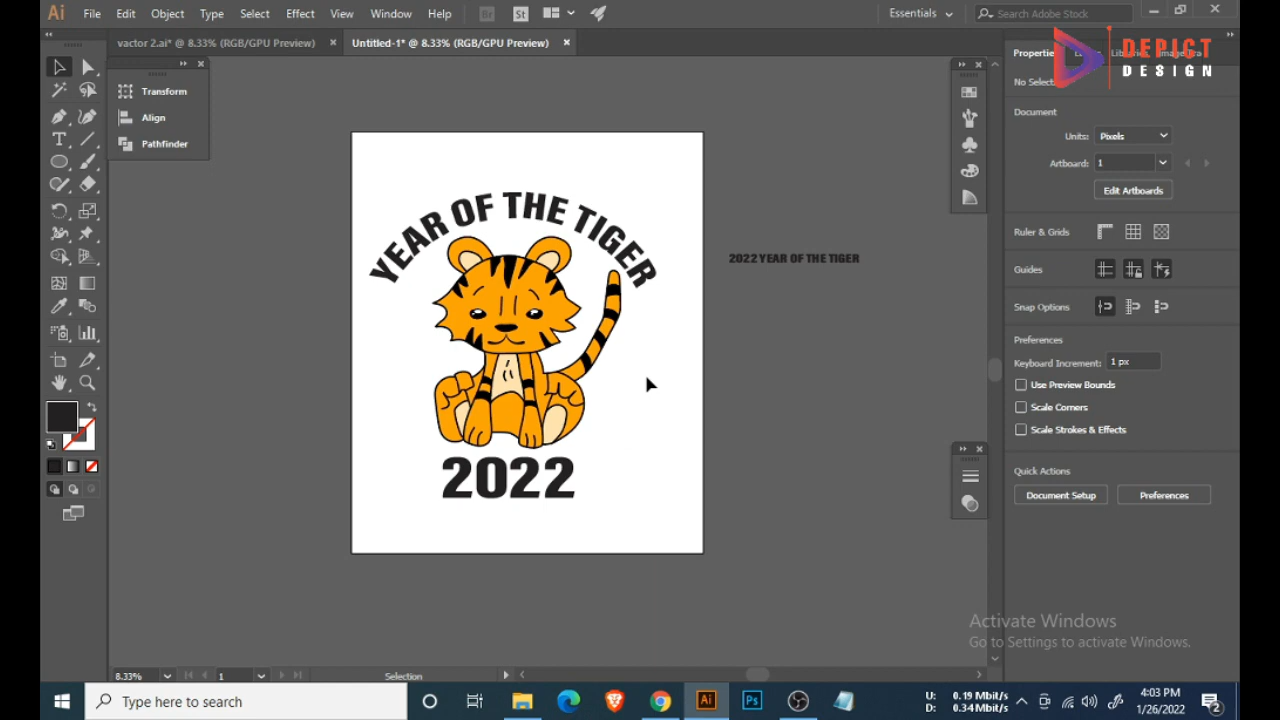 Ai File Edit Object Type Select Effect View Window Help Br St Essentials Search Adobe Stock
vactor 2.ai* @ 8.33% (RGB/GPU Preview) × Untitled-1* @ 8.33% (RGB/GPU Preview) ×
DEPICT
DESIGN
Transform
Align
Pathfinder
YEAR OF THE TIGER
2022
2022 YEAR OF THE TIGER
Document
Units: Pixels
Artboard: 1
Edit Artboards
Ruler & Grids
Guides
Snap Options
Preferences
Keyboard Increment: 1 px
Use Preview Bounds
Scale Corners
Scale Strokes & Effects
Quick Actions
Document Setup Preferences
Activate Windows
Go to Settings to activate Windows.
8.33% 1 Selection
Type here to search
Ai Ps
U: 0.19 Mbit/s
D: 0.34 Mbit/s
4:03 PM
1/26/2022
2